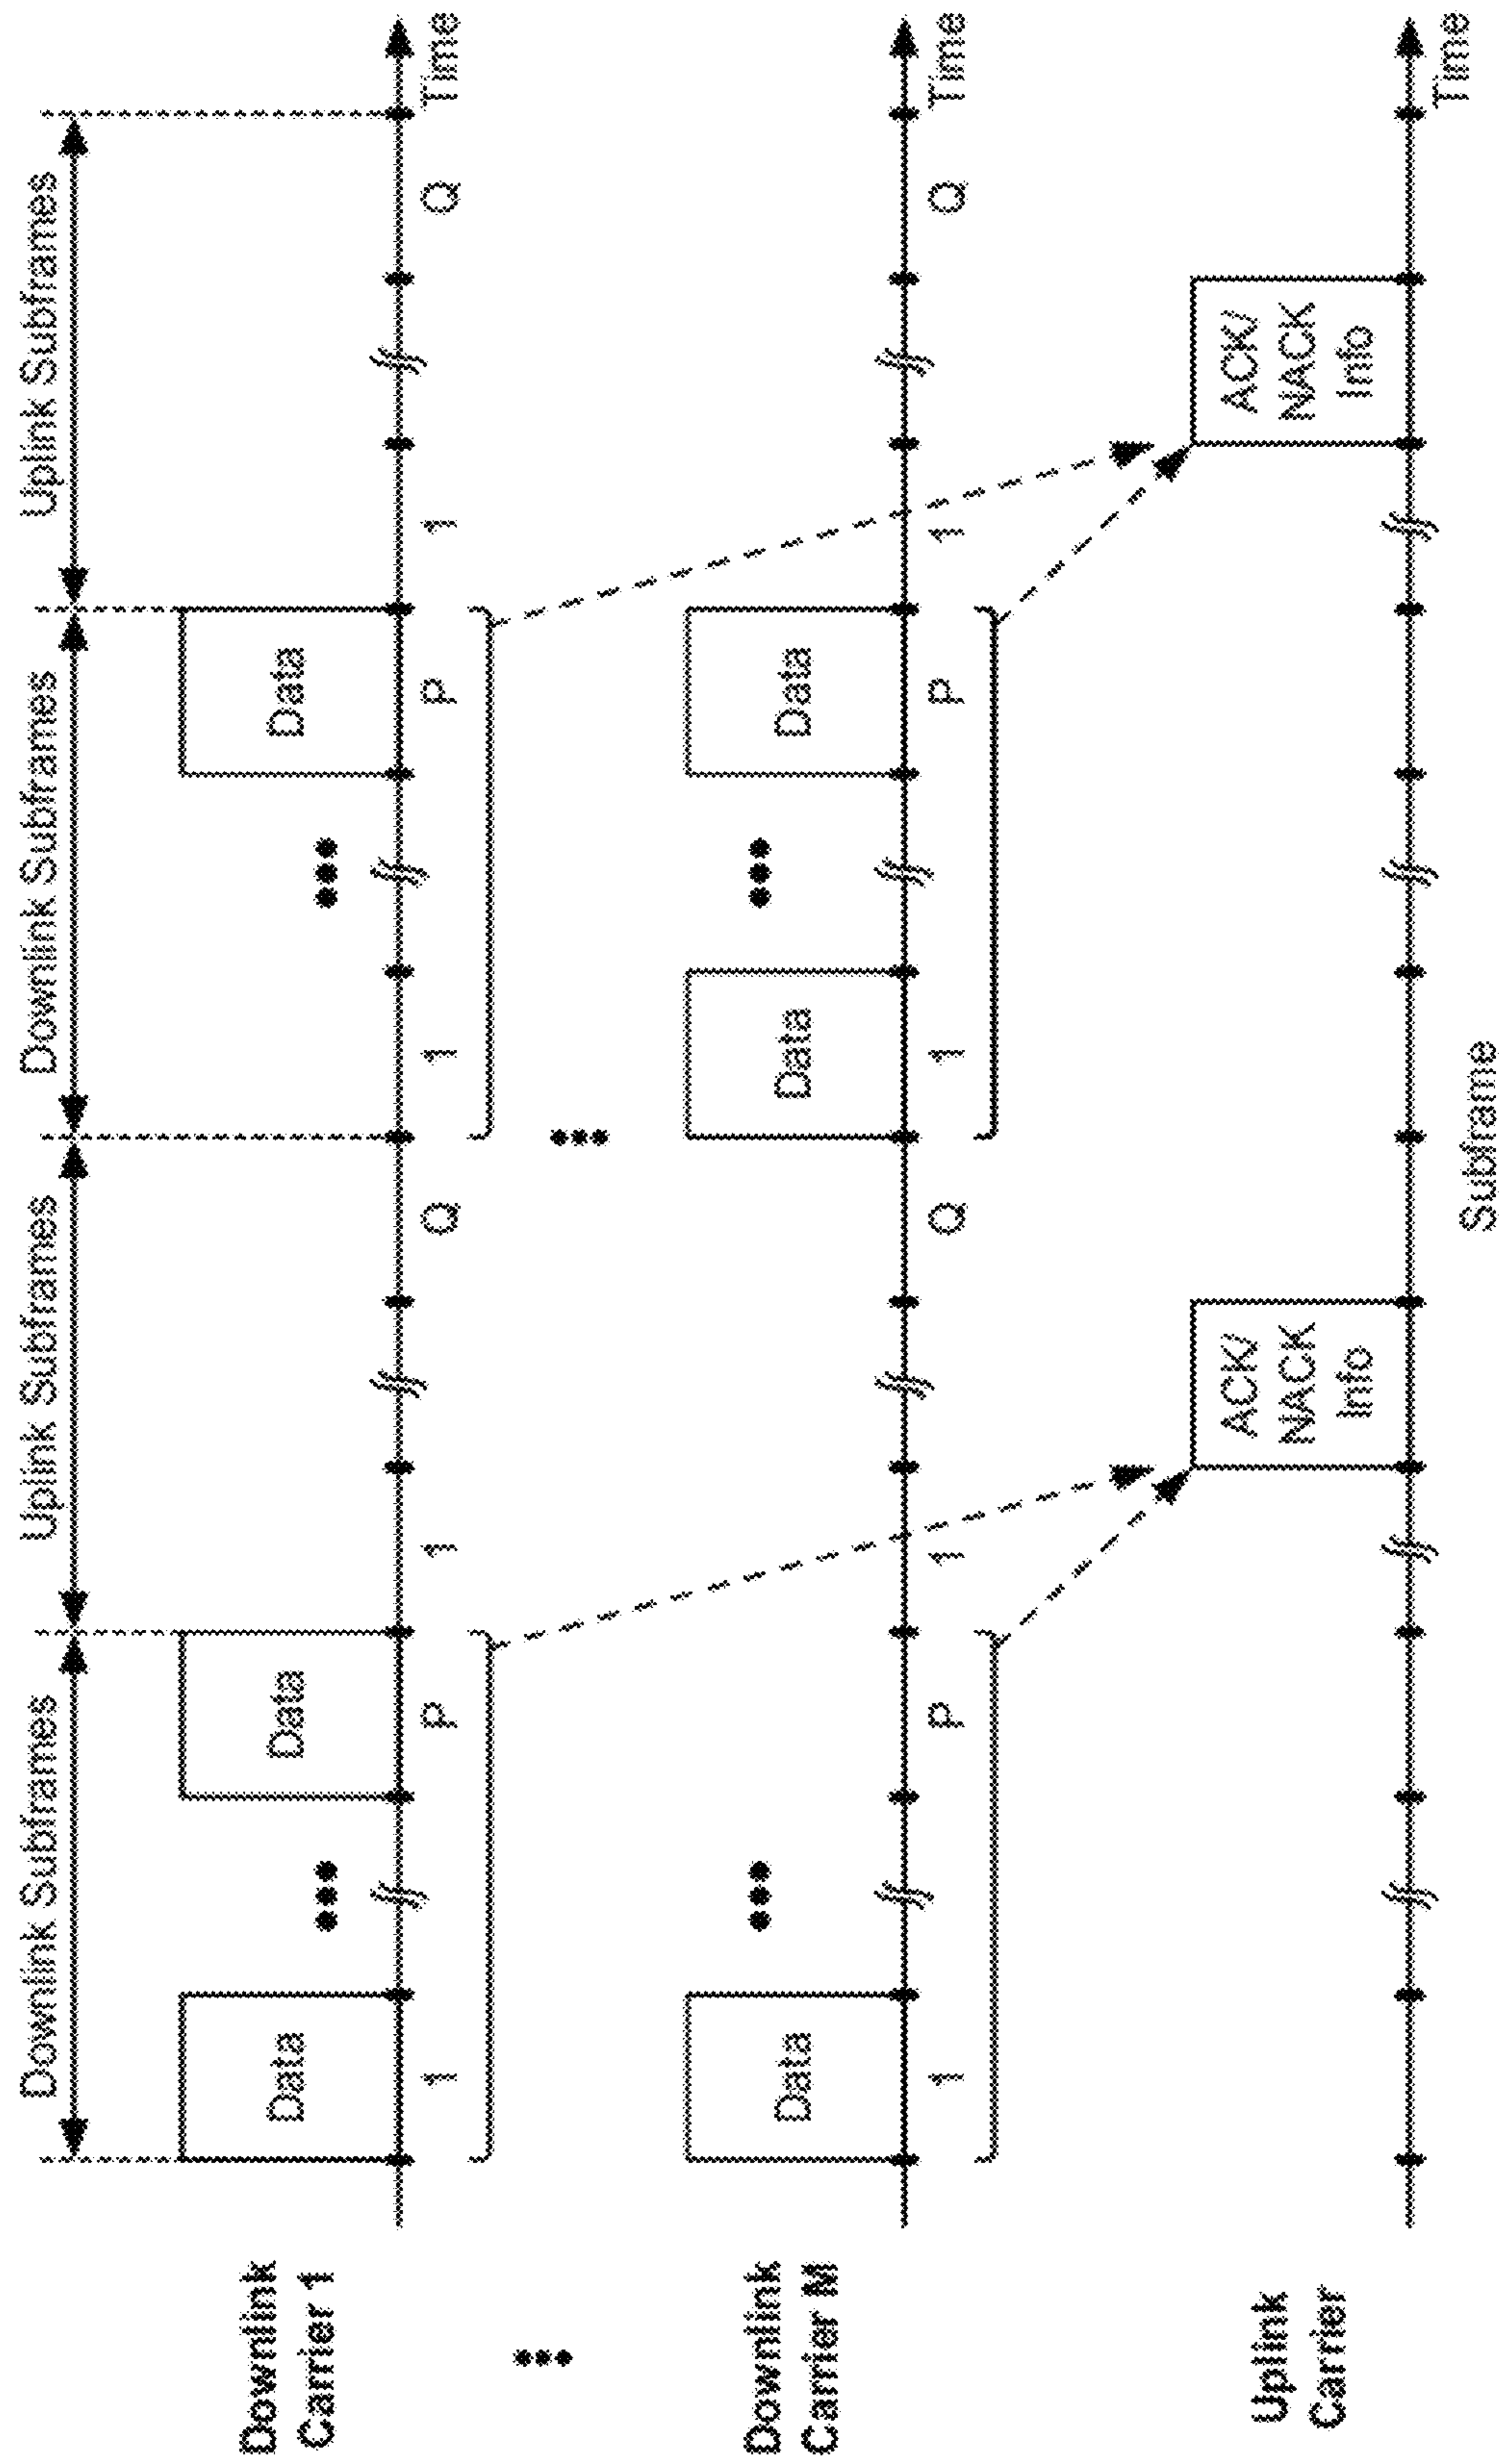 Downlink Subframes
Uplink Subframes
Downlink Subframes
Uplink Subframes
Downlink
Carrier 1
Data
Data
Data
1
P
1
Q
1
P
1
Q
Time
Downlink
Carrier M
Data
Data
Data
1
P
1
Q
1
P
1
Q
Time
Uplink
Carrier
ACK/
NACK
Info
ACK/
NACK
Info
Subframe
Time